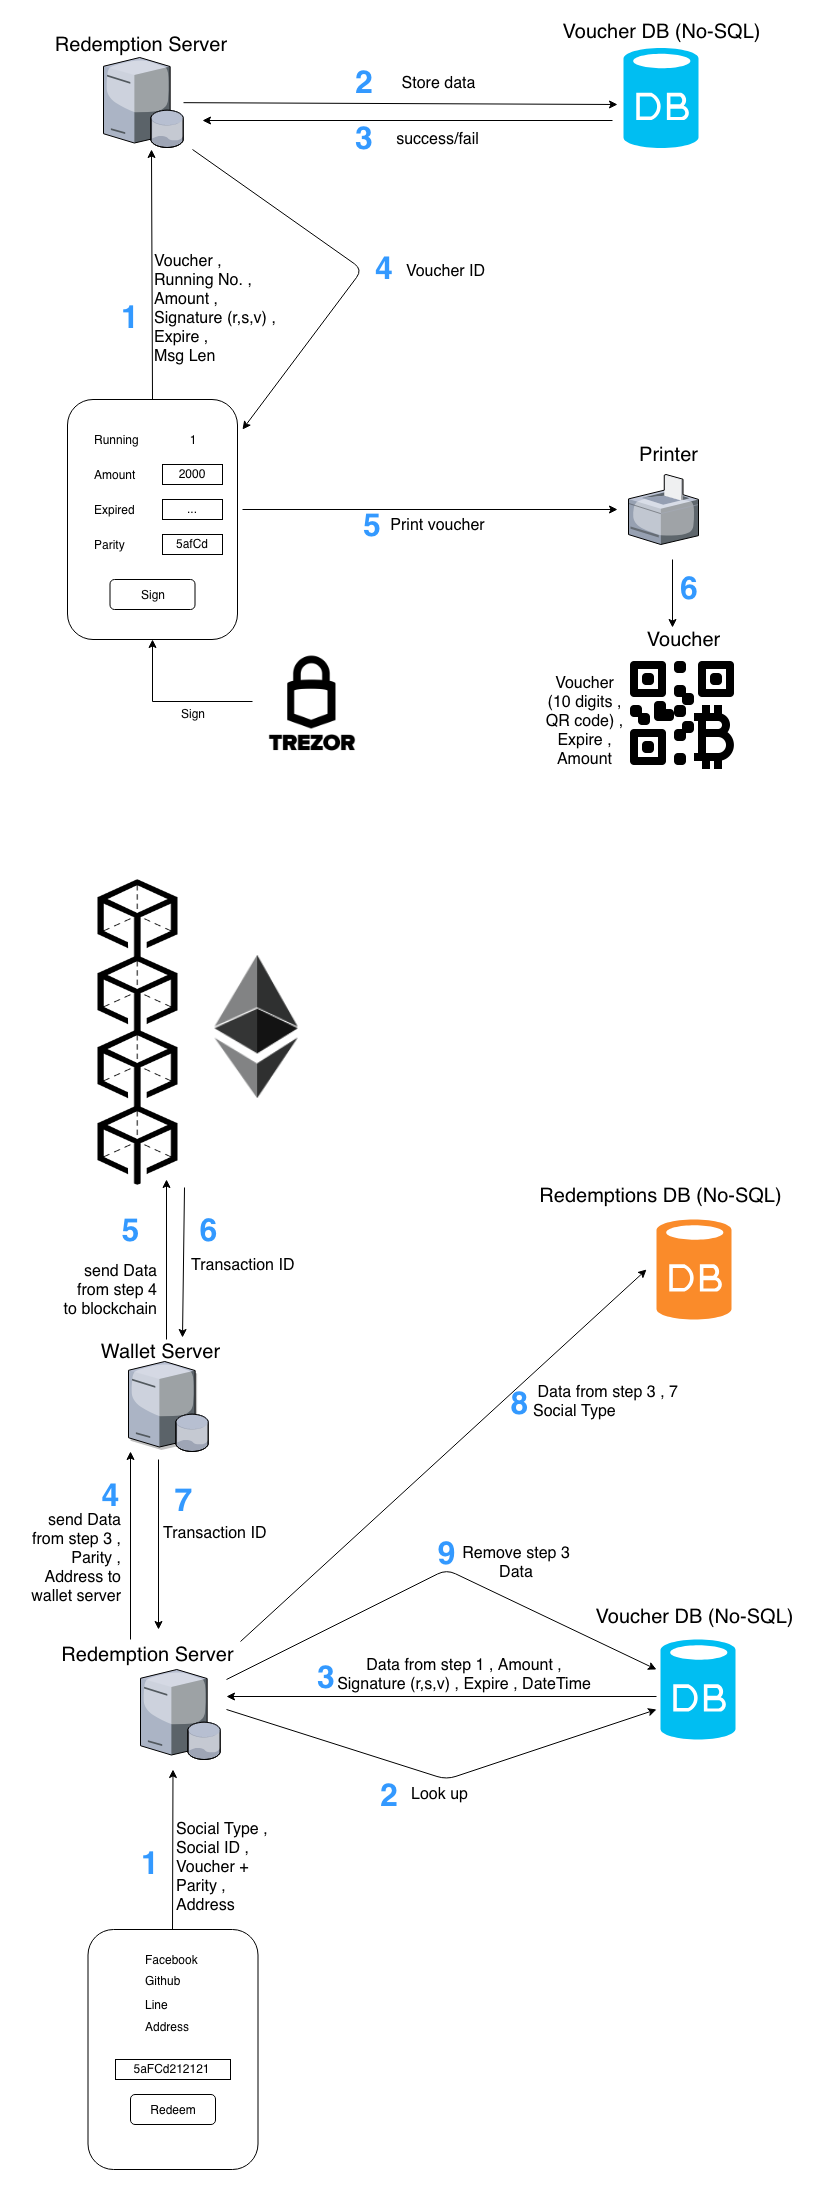 Redemption Server
Voucher DB (No-SQL)
2 Store data
DB
3 success/fail
4 Voucher ID
1
Voucher ,
Running No. ,
Amount ,
Signature (r,s,v) ,
Expire ,
Msg Len
Running 1
Amount 2000
Expired ...
Parity 5afCd
Sign
5 Print voucher
Printer
6
Voucher
Sign
TREZOR
Voucher
(10 digits ,
QR code) ,
Expire ,
Amount
5
send Data
from step 4
to blockchain
6
Transaction ID
Redemptions DB (No-SQL)
DB
Wallet Server
8 Data from step 3 , 7
Social Type
4
send Data
from step 3 ,
Parity ,
Address to
wallet server
7
Transaction ID
9 Remove step 3
Data
Voucher DB (No-SQL)
DB
Redemption Server
3 Data from step 1 , Amount ,
Signature (r,s,v) , Expire , DateTime
2 Look up
1
Social Type ,
Social ID ,
Voucher +
Parity ,
Address
Facebook
Github
Line
Address
5aFCd212121
Redeem